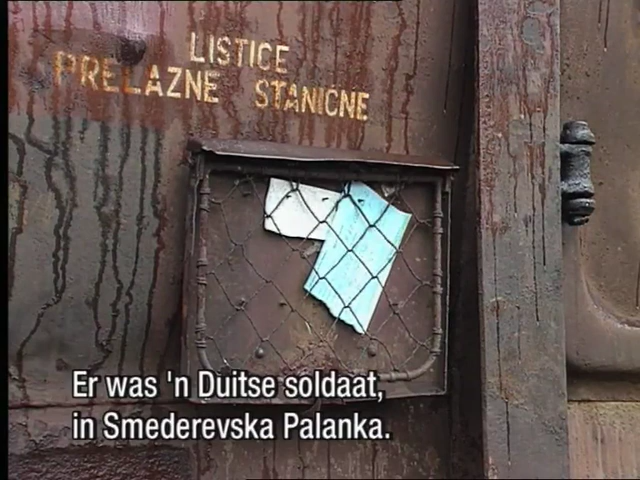 LISTICE
PRELAZNE STANIČNE
Er was 'n Duitse soldaat,
in Smederevska Palanka.